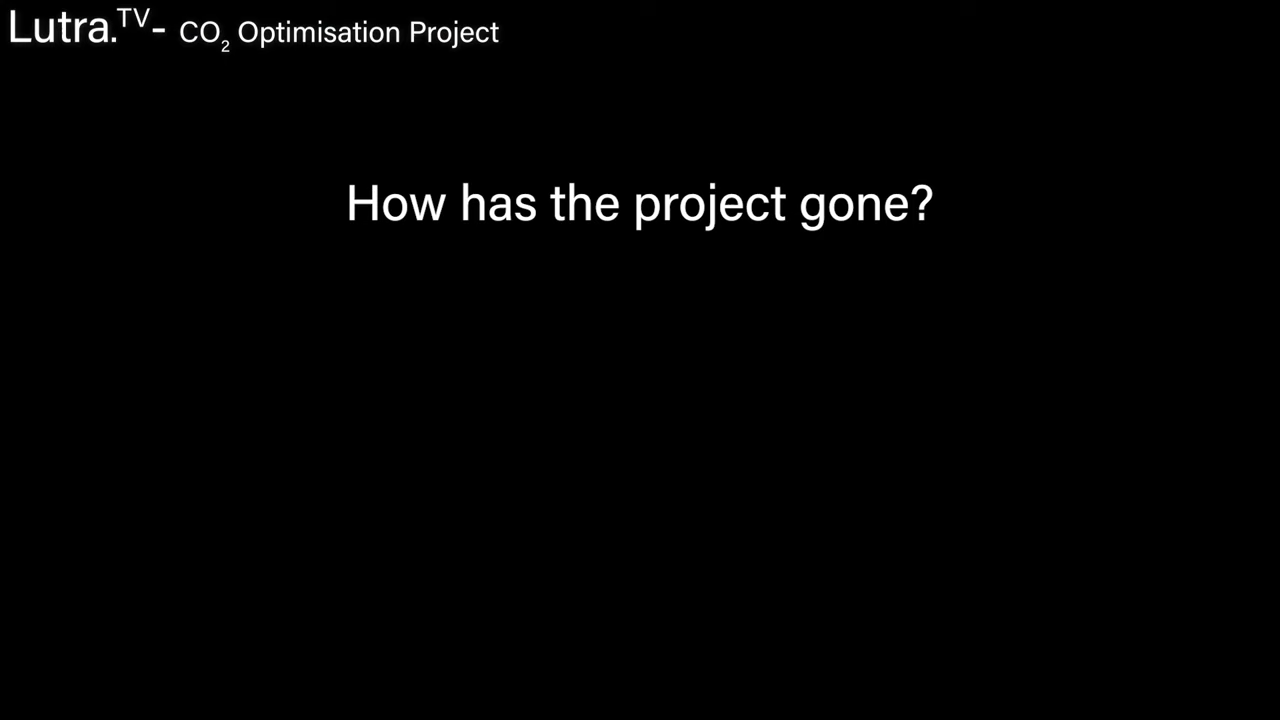 Lutra.TV- CO₂ Optimisation Project
How has the project gone?